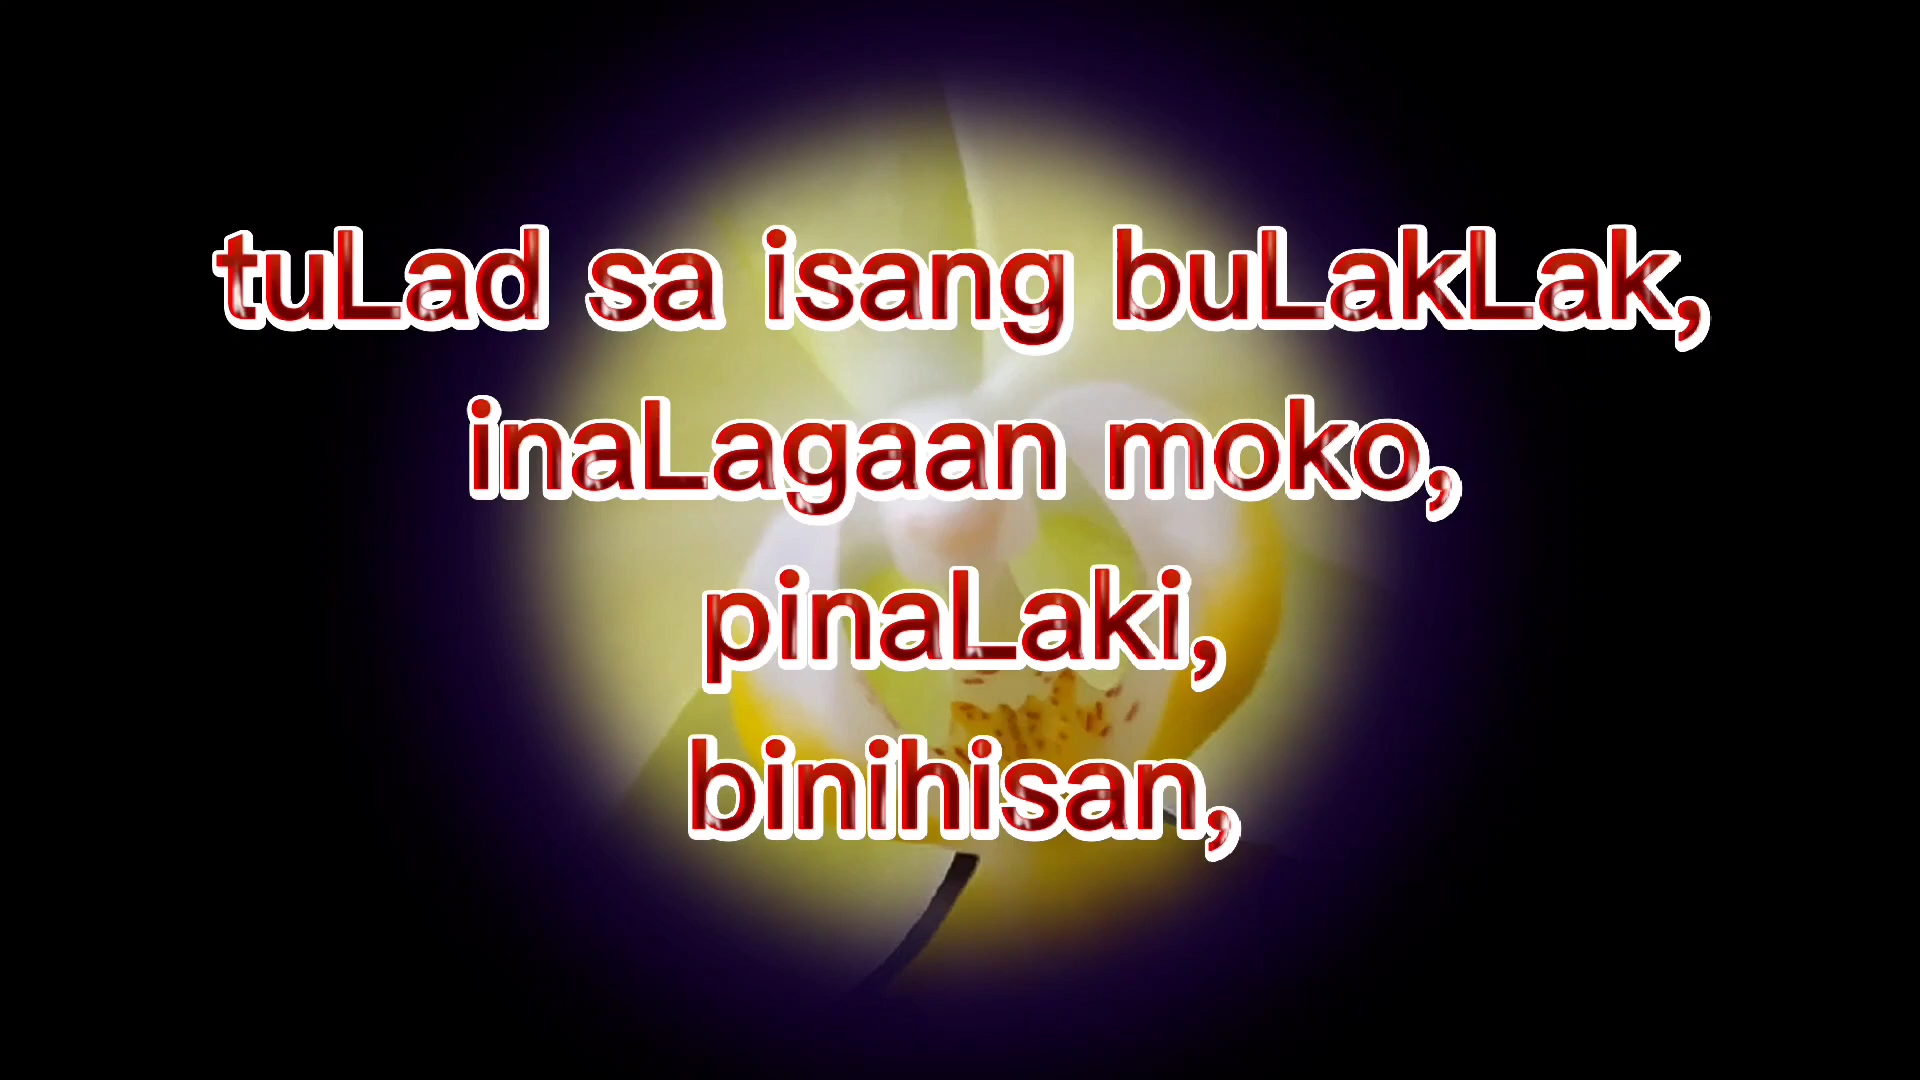 tuLad sa isang buLakLak,
inaLagaan moko,
pinaLaki,
binihisan,